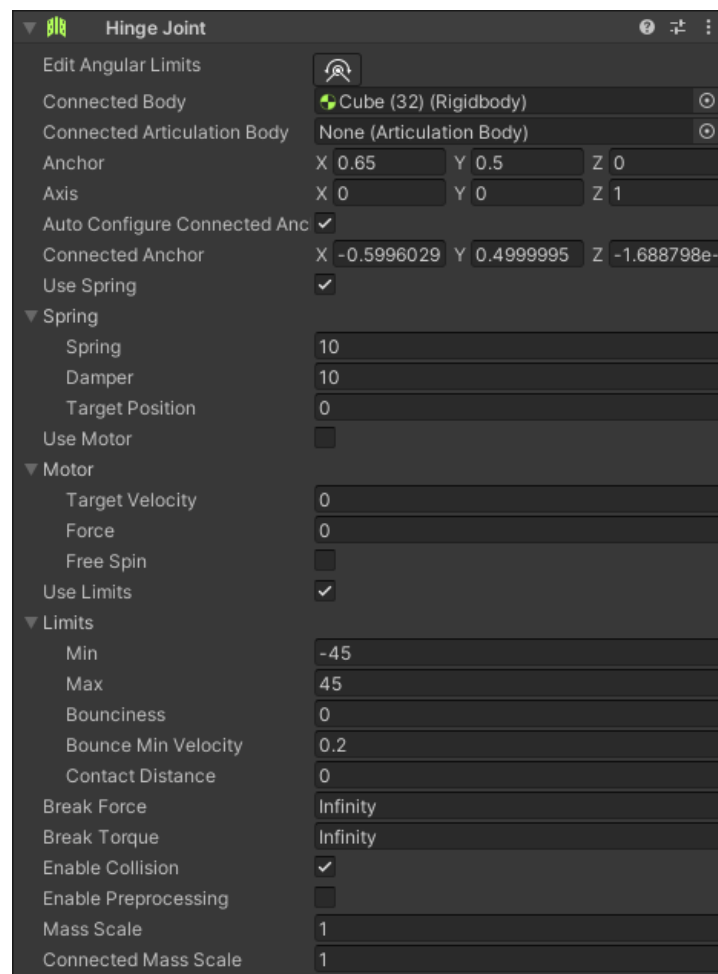 Hinge Joint
Edit Angular Limits
Connected Body Cube (32) (Rigidbody)
Connected Articulation Body None (Articulation Body)
Anchor X 0.65 Y 0.5 Z 0
Axis X 0 Y 0 Z 1
Auto Configure Connected Anc
Connected Anchor X -0.5996029 Y 0.4999995 Z -1.688798e-
Use Spring
Spring
Spring 10
Damper 10
Target Position 0
Use Motor
Motor
Target Velocity 0
Force 0
Free Spin
Use Limits
Limits
Min -45
Max 45
Bounciness 0
Bounce Min Velocity 0.2
Contact Distance 0
Break Force Infinity
Break Torque Infinity
Enable Collision
Enable Preprocessing
Mass Scale 1
Connected Mass Scale 1